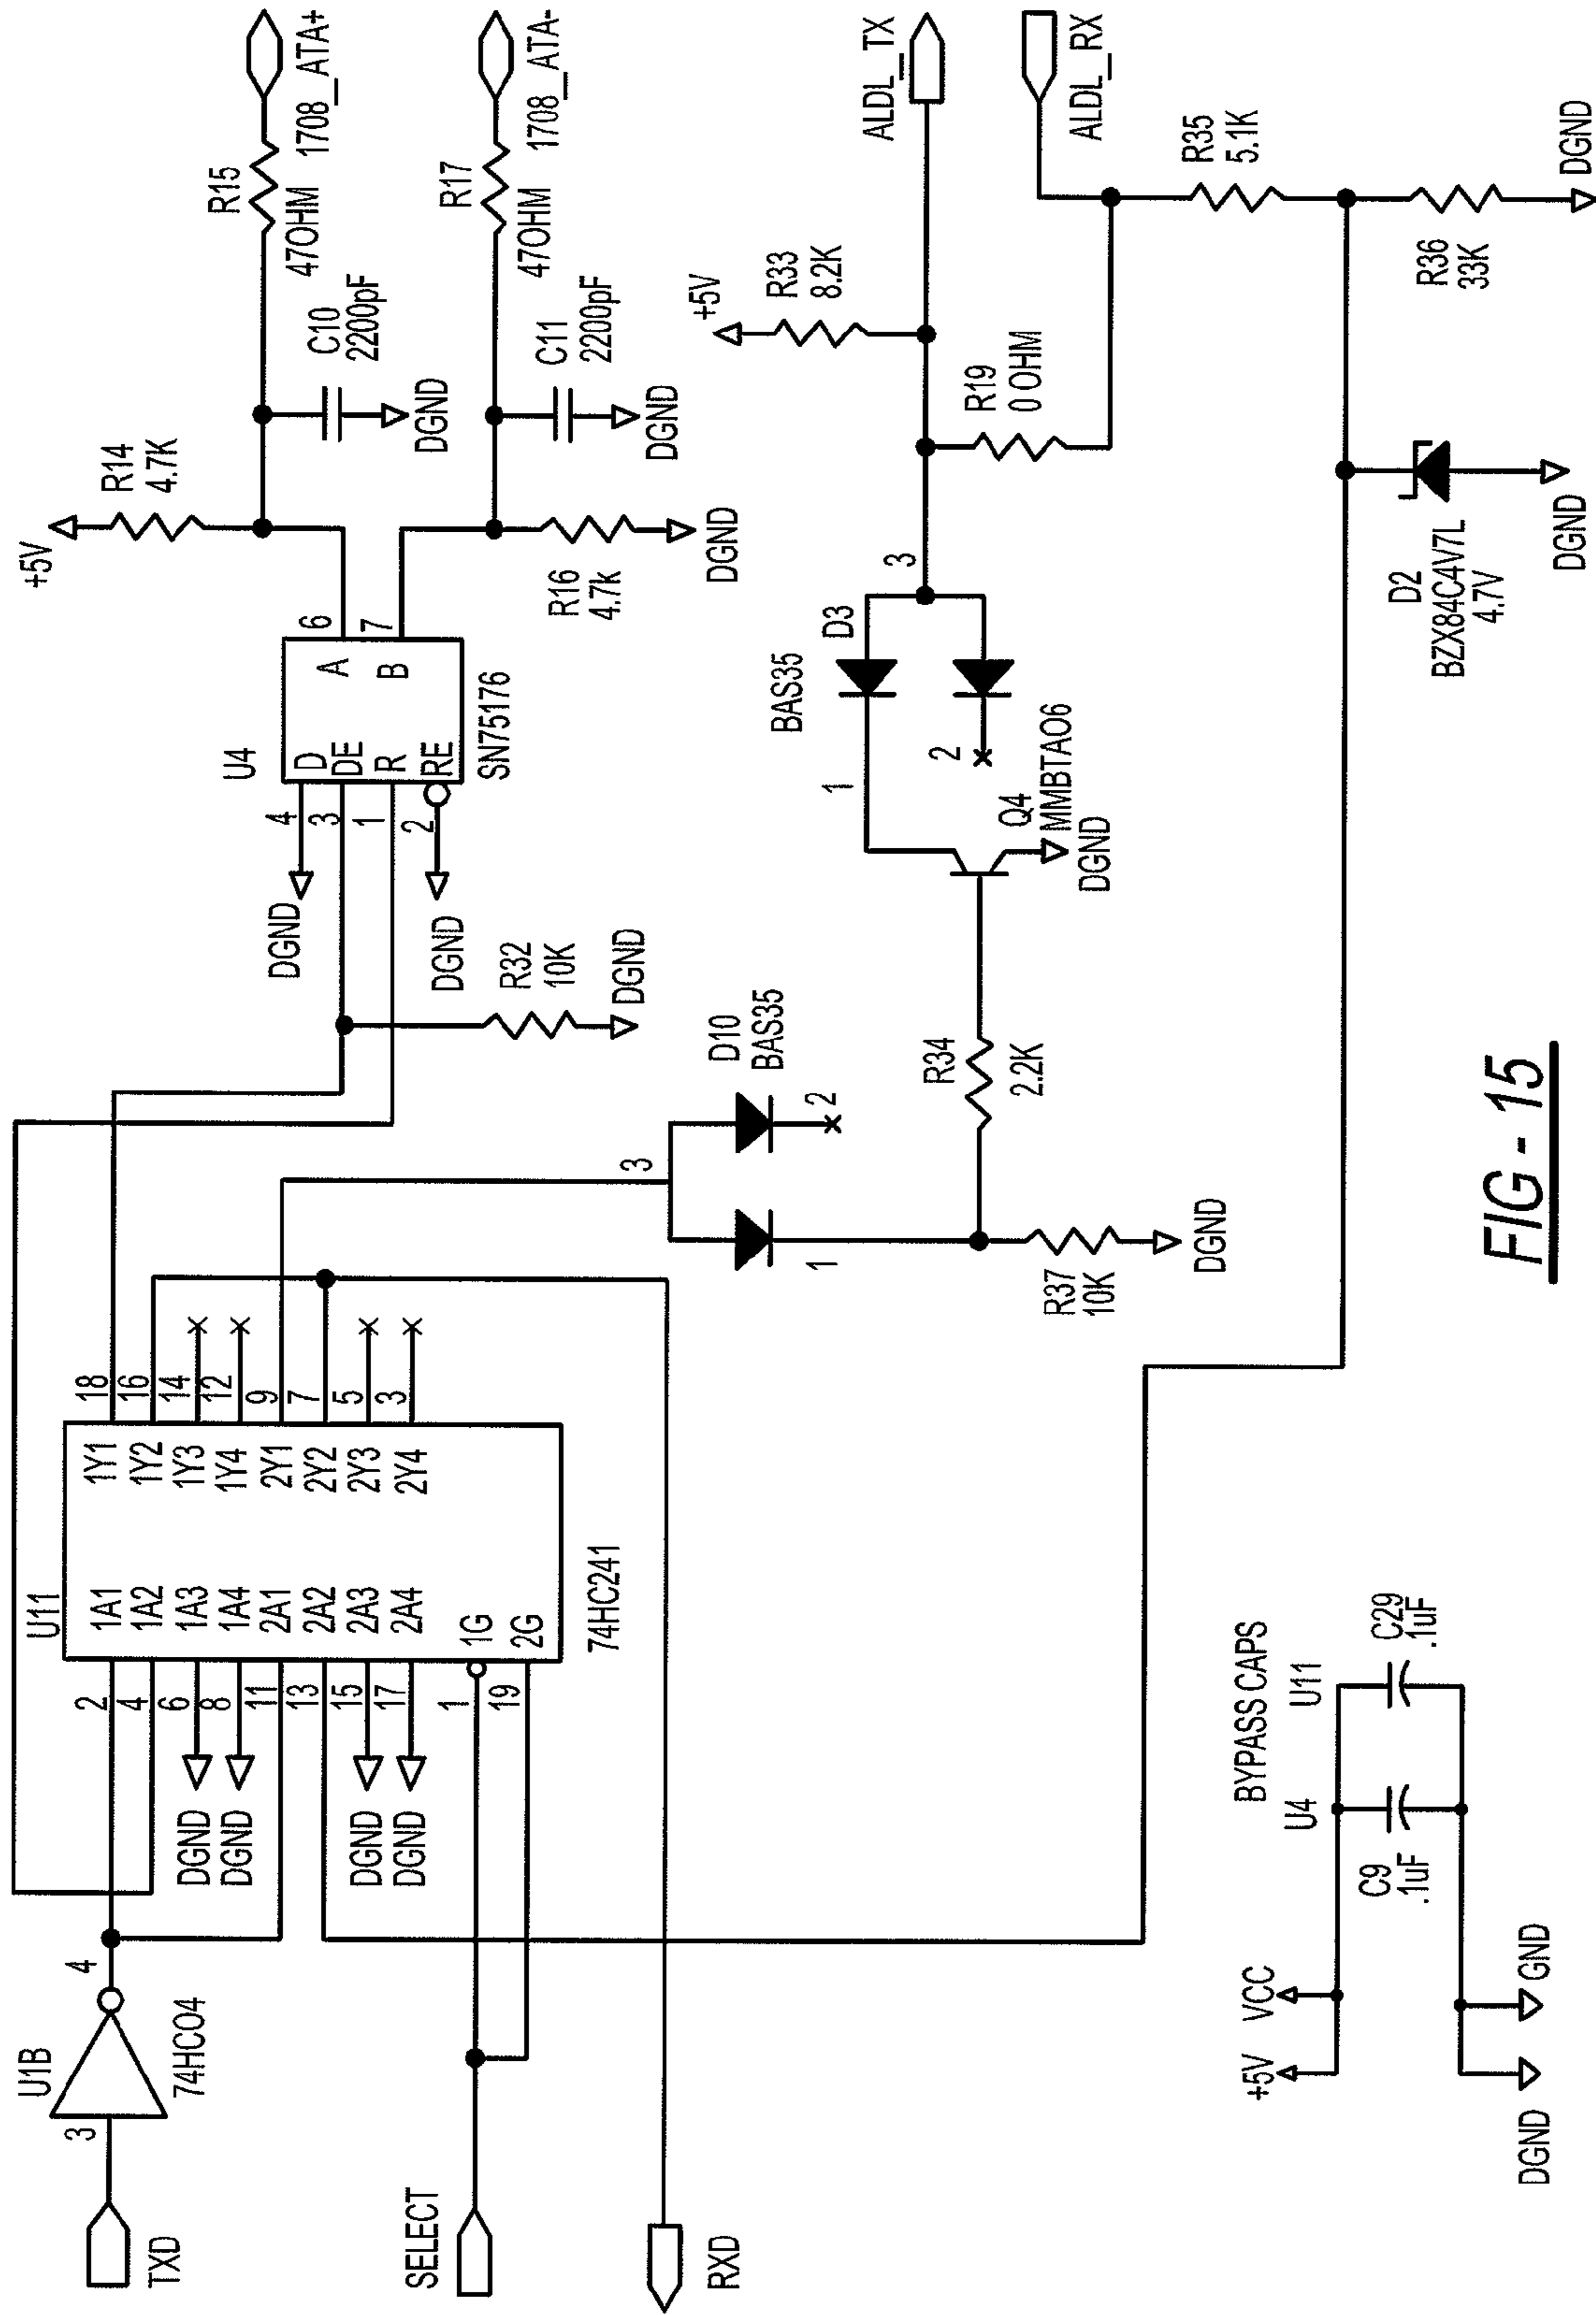 TXD
3
U1B
4
74HCO4
SELECT
RXD
U11
2
4
6
8
11
13
15
17
1
19
DGND
DGND
DGND
DGND
1A1
1A2
1A3
1A4
2A1
2A2
2A3
2A4
1G
2G
1Y1
1Y2
1Y3
1Y4
2Y1
2Y2
2Y3
2Y4
18
16
14
12
9
7
5
3
74HC241
+5V
R14
4.7K
U4
D
DE
R
RE
A
B
4
3
1
2
6
7
SN75176
DGND
DGND
R32
10K
DGND
R16
4.7k
DGND
C10
2200pF
DGND
C11
2200pF
DGND
R15
47OHM
1708_ATA+
R17
47OHM
1708_ATA-
3
D10
BAS35
1
2
R37
10K
DGND
R34
2.2K
Q4
MMBTAO6
DGND
BAS35
D3
1
2
3
+5V
R33
8.2K
R19
0 OHM
ALDL_TX
ALDL_RX
R35
5.1K
R36
33K
DGND
D2
BZX84C4V7L
4.7V
DGND
BYPASS CAPS
U4
U11
C9
.1uF
C29
.1uF
+5V
VCC
DGND
GND
FIG - 15